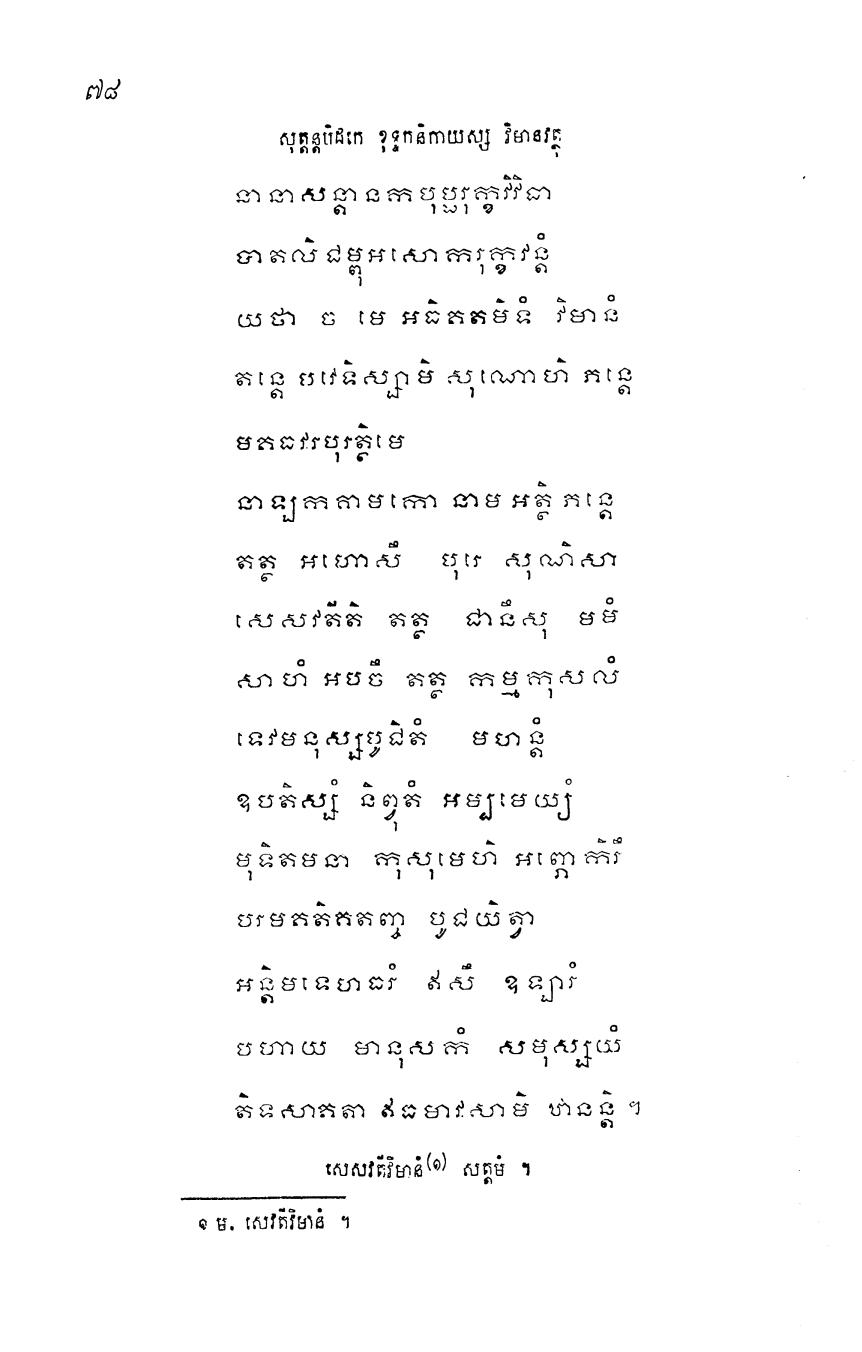 ៧៨
សុត្តន្តបិដកេ ខុទ្ទកនិកាយស្ស វិមានវត្ថុ
នានាសន្តានកបុប្ផរុក្ខវិវិធា
បាតលិជម្ពុអសោករុក្ខវន្តំ
យថា ច មេ អធិគតមិទំ វិមានំ
តន្តេ បវេទិស្សាមិ សុណោហិ ភន្តេ
មគធវរបុរត្ថិមេ
នាឡកគាមកោ នាម អត្ថិ ភន្តេ
តត្ថ អហោសឹ បុរេ សុណិសា
សេសវតីតិ តត្ថ ជានឹសុ មមំ
សាហំ អបចឹ តត្ថ កម្មកុសលំ
ទេវមនុស្សបូជិតំ មហន្តំ
ឧបតិស្សំ និព្វុតំ អម្បមេយ្យំ
មុទិតមនា កុសុមេហិ អព្ភោកិរឹ
បរមគតិគតញ្ច បូជយិត្វា
អន្តិមទេហធរំ ឥសឹ ឧឡារំ
បហាយ មានុសកំ សមុស្សយំ
តិទសាគតា ឥធមាវសាមិ ឋានន្តិ ។
សេសវតីវិមានំ(១) សត្តមំ ។
១ ម. សេវតីវិមានំ ។